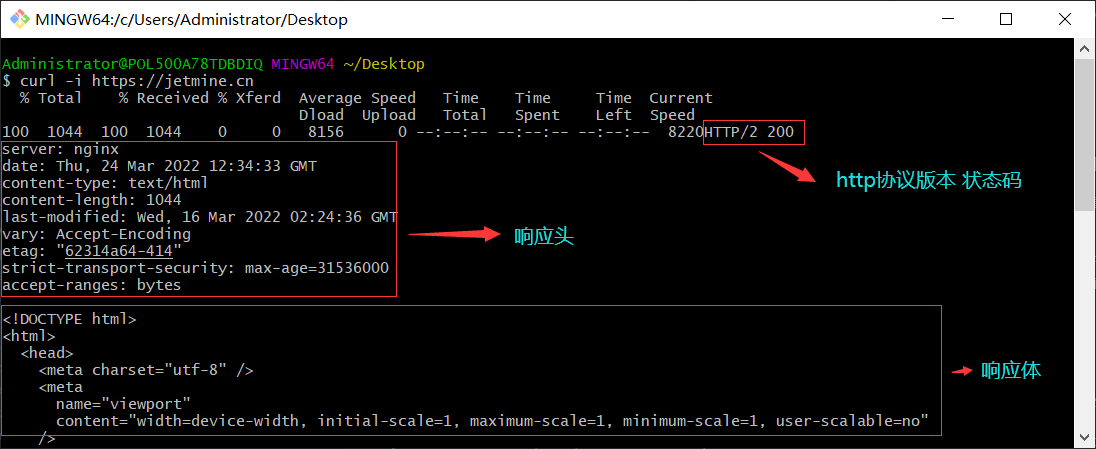 MINGW64:/c/Users/Administrator/Desktop
Administrator@POL500A78TDBDIQ MINGW64 ~/Desktop
$ curl -i https://jetmine.cn
% Total % Received % Xferd Average Speed Time Time Time Current
Dload Upload Total Spent Left Speed
100 1044 100 1044 0 0 8156 0 --:--:-- --:--:-- --:--:-- 8220HTTP/2 200
server: nginx
date: Thu, 24 Mar 2022 12:34:33 GMT
http协议版本 状态码
content-type: text/html
content-length: 1044
last-modified: Wed, 16 Mar 2022 02:24:36 GMT
vary: Accept-Encoding
响应头
etag: "62314a64-414"
strict-transport-security: max-age=31536000
accept-ranges: bytes
<!DOCTYPE html>
<html>
<head>
<meta charset="utf-8" />
响应体
<meta
name="viewport"
content="width=device-width, initial-scale=1, maximum-scale=1, minimum-scale=1, user-scalable=no"
/>